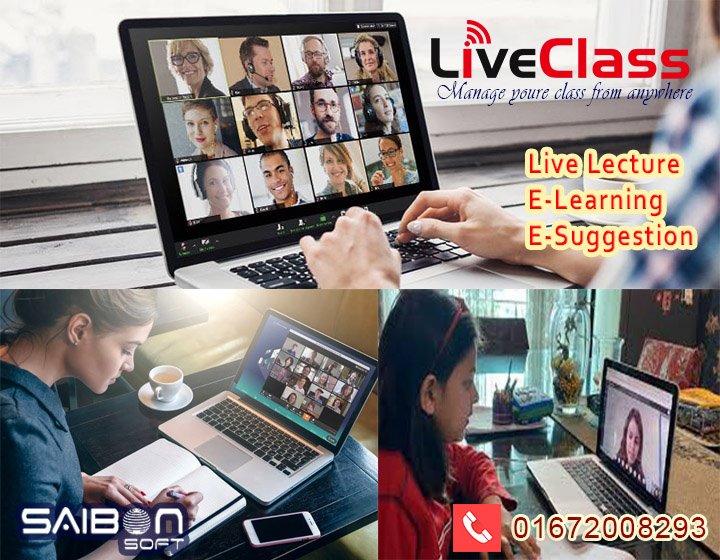 LiveClass
Manage youre class from anywhere
Live Lecture
E-Learning
E-Suggestion
SAIBON
SOFT
01672008293